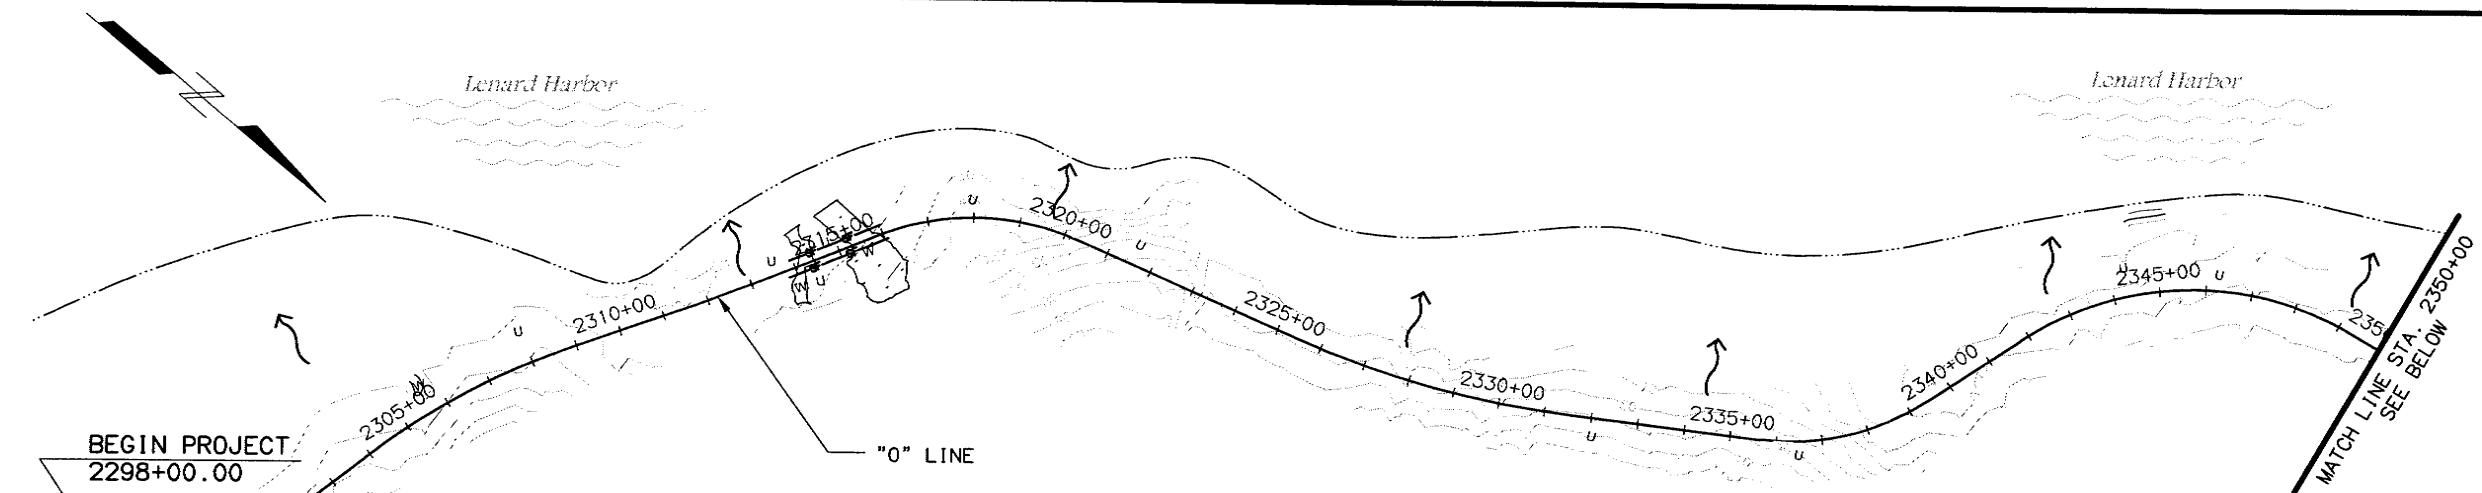 Lenard Harbor
Lenard Harbor
2305+00
2310+00
2315+00
2320+00
2325+00
2330+00
2335+00
2340+00
2345+00
U
U
U
U
U
U
U
U
U
W
W
W
BEGIN PROJECT
2298+00.00
"O" LINE
MATCH LINE STA. 2350+00
SEE BELOW